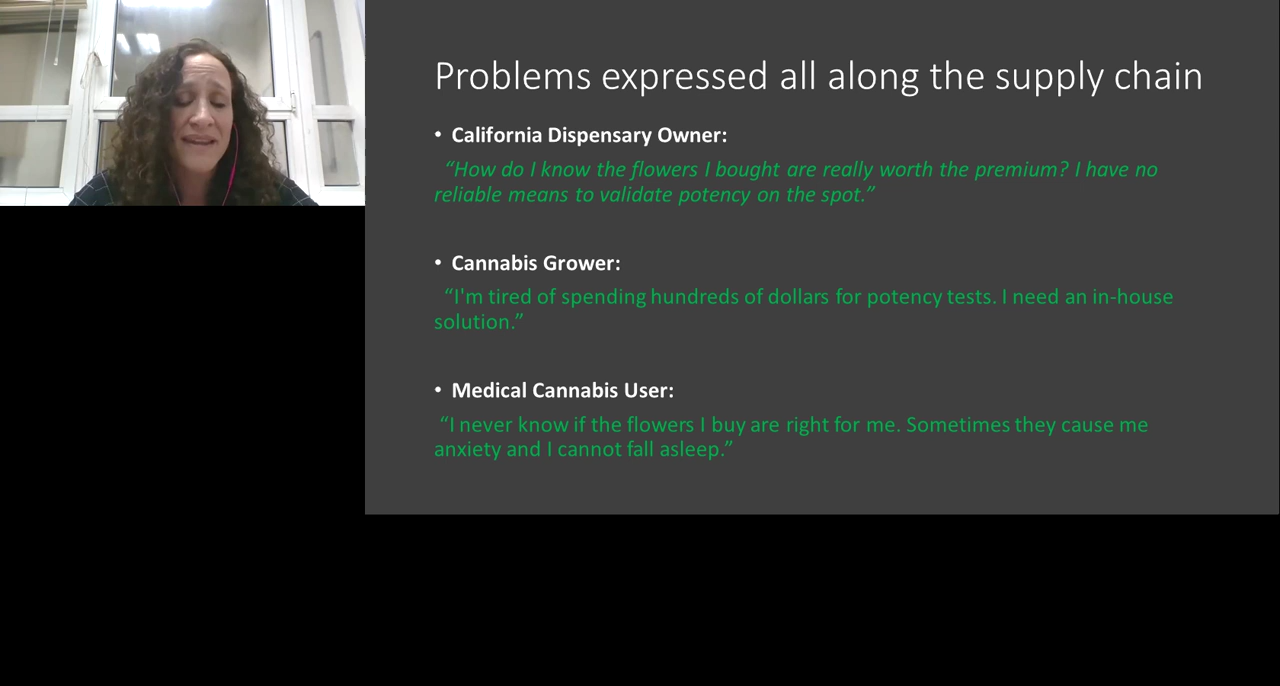 Problems expressed all along the supply chain
• California Dispensary Owner:
“How do I know the flowers I bought are really worth the premium? I have no
reliable means to validate potency on the spot.”
• Cannabis Grower:
“I'm tired of spending hundreds of dollars for potency tests. I need an in-house
solution.”
• Medical Cannabis User:
“I never know if the flowers I buy are right for me. Sometimes they cause me
anxiety and I cannot fall asleep.”